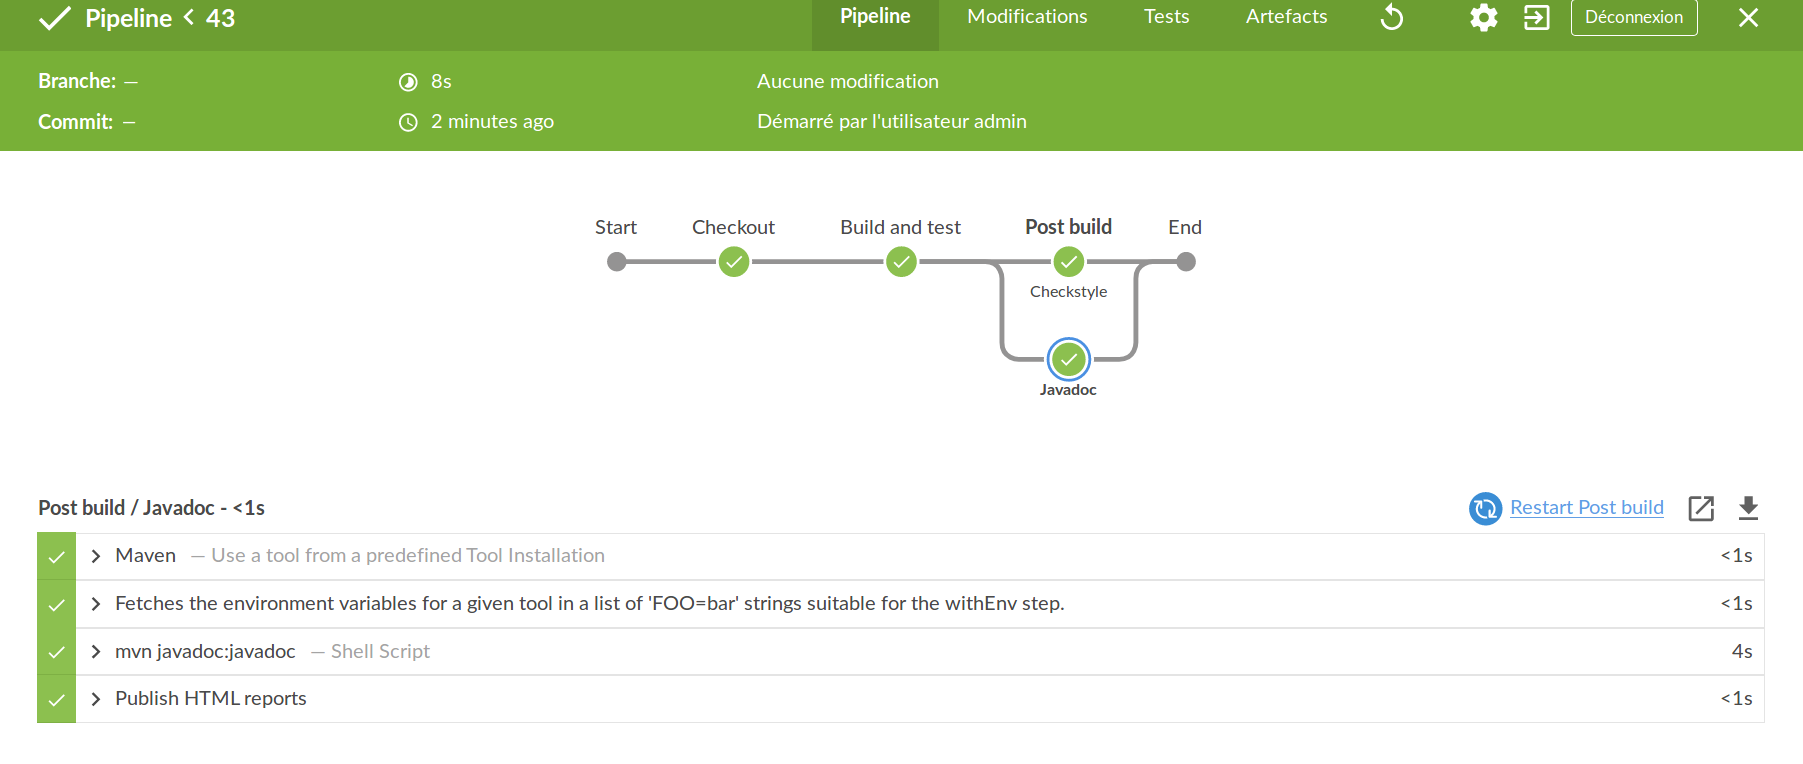 Pipeline < 43 Pipeline Modifications Tests Artefacts Déconnexion
Branche: — 8s Aucune modification
Commit: — 2 minutes ago Démarré par l'utilisateur admin
Start Checkout Build and test Post build End
Checkstyle
Javadoc
Post build / Javadoc - <1s Restart Post build
Maven — Use a tool from a predefined Tool Installation <1s
Fetches the environment variables for a given tool in a list of 'FOO=bar' strings suitable for the withEnv step. <1s
mvn javadoc:javadoc — Shell Script 4s
Publish HTML reports <1s